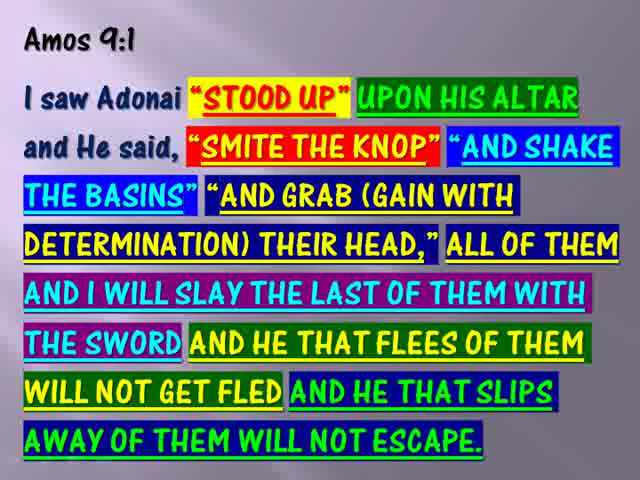 Amos 9:1
I saw Adonai “STOOD UP” UPON HIS ALTAR
and He said, “SMITE THE KNOP” “AND SHAKE
THE BASINS” “AND GRAB (GAIN WITH
DETERMINATION) THEIR HEAD,” ALL OF THEM
AND I WILL SLAY THE LAST OF THEM WITH
THE SWORD AND HE THAT FLEES OF THEM
WILL NOT GET FLED AND HE THAT SLIPS
AWAY OF THEM WILL NOT ESCAPE.